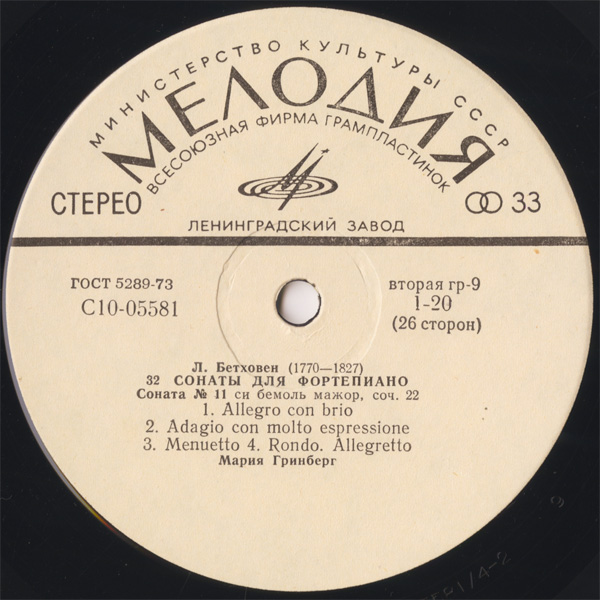 МИНИСТЕРСТВО КУЛЬТУРЫ СССР
МЕЛОДИЯ
ВСЕСОЮЗНАЯ ФИРМА ГРАМПЛАСТИНОК
СТЕРЕО
33
ЛЕНИНГРАДСКИЙ ЗАВОД
ГОСТ 5289-73
С10-05581
вторая гр-9
1-20
(26 сторон)
Л. Бетховен (1770—1827)
32 СОНАТЫ ДЛЯ ФОРТЕПИАНО
Соната № 11 си бемоль мажор, соч. 22
1. Allegro con brio
2. Adagio con molto espressione
3. Menuetto 4. Rondo. Allegretto
Мария Гринберг